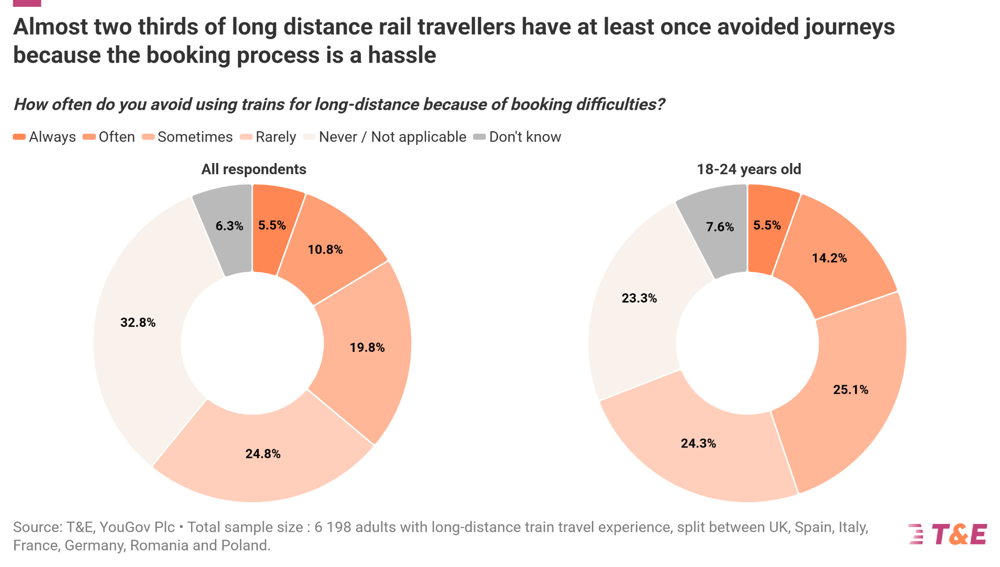 Almost two thirds of long distance rail travellers have at least once avoided journeys
because the booking process is a hassle
How often do you avoid using trains for long-distance because of booking difficulties?
Always Often Sometimes Rarely Never / Not applicable Don't know
All respondents
6.3% 5.5%
10.8%
32.8%
19.8%
24.8%
18-24 years old
7.6% 5.5%
14.2%
23.3%
25.1%
24.3%
Source: T&E, YouGov Plc • Total sample size : 6 198 adults with long-distance train travel experience, split between UK, Spain, Italy,
France, Germany, Romania and Poland.
T&E